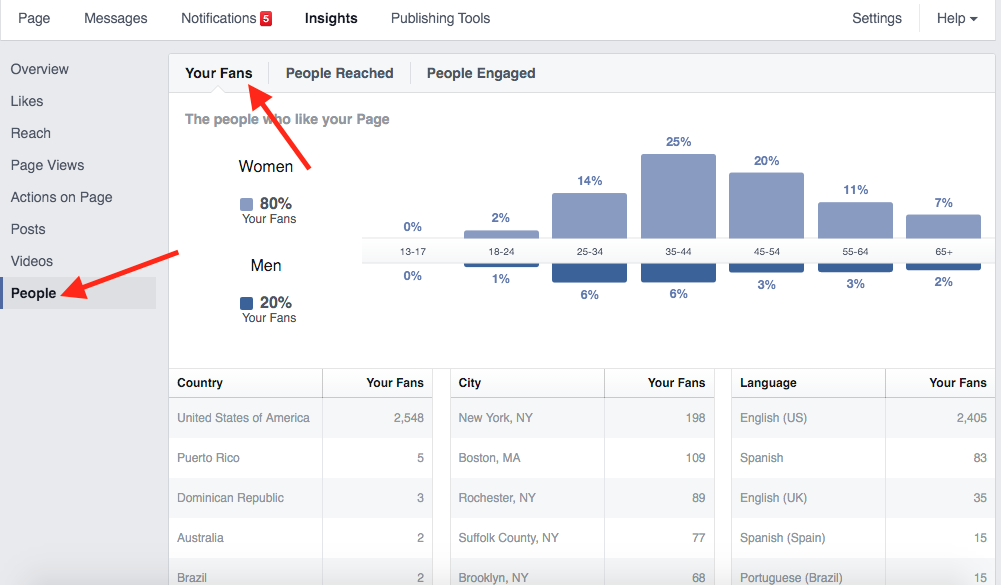 Page Messages Notifications 5 Insights Publishing Tools Settings Help
Overview
Likes
Reach
Page Views
Actions on Page
Posts
Videos
People
Your Fans People Reached People Engaged
The people who like your Page
Women
80%
Your Fans
Men
20%
Your Fans
0% 2% 14% 25% 20% 11% 7%
13-17 18-24 25-34 35-44 45-54 55-64 65+
0% 1% 6% 6% 3% 3% 2%
Country Your Fans City Your Fans Language Your Fans
United States of America 2,548 New York, NY 198 English (US) 2,405
Puerto Rico 5 Boston, MA 109 Spanish 83
Dominican Republic 3 Rochester, NY 89 English (UK) 35
Australia 2 Suffolk County, NY 77 Spanish (Spain) 15
Brazil 2 Brooklyn, NY 68 Portuguese (Brazil) 15